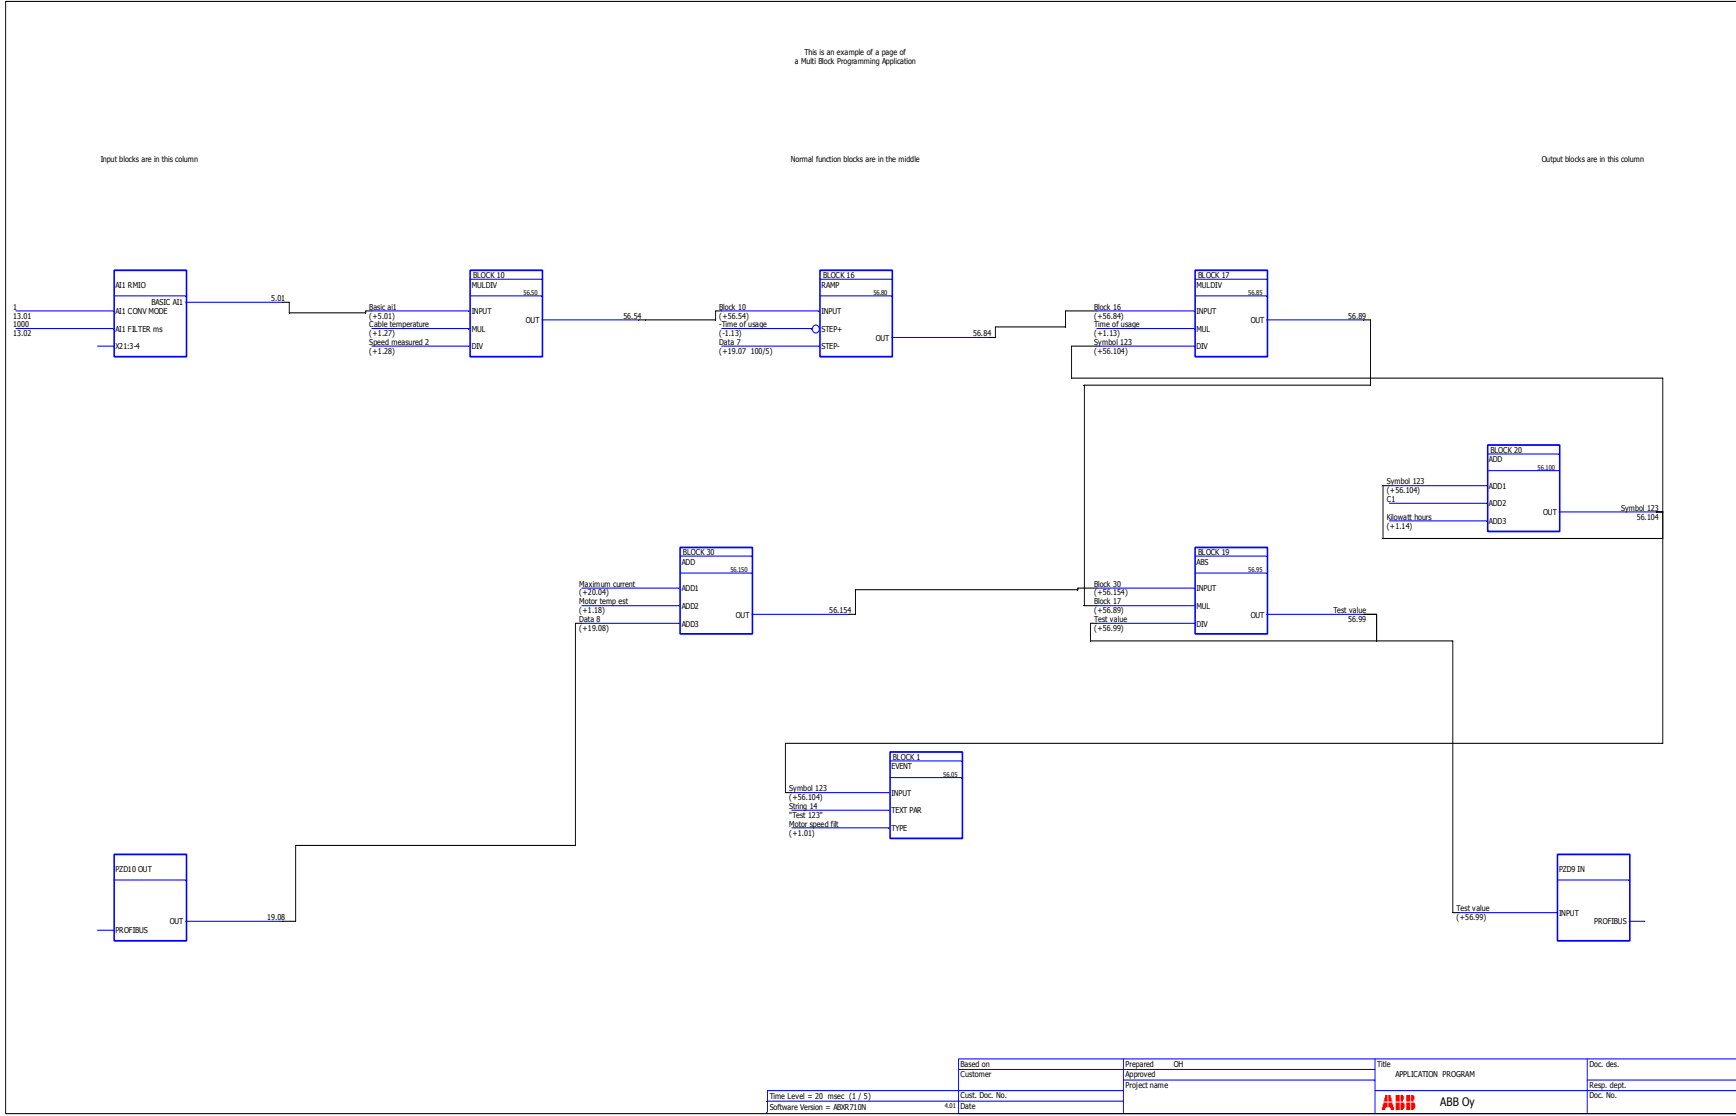 This is an example of a page of
a Multi Block Programming Application
Input blocks are in this column
Normal function blocks are in the middle
Output blocks are in this column
AI1 RMIO
BASIC AI1
5.01
1
13.01
AI1 CONV MODE
1000
13.02
AI1 FILTER ms
X21:3-4
BLOCK 10
MULDIV
56.50
Basic ai1
(+5.01)
INPUT
Cable temperature
(+1.27)
MUL
Speed measured 2
(+1.28)
DIV
OUT
56.54
BLOCK 16
RAMP
56.80
Block 10
(+56.54)
INPUT
-Time of usage
(-1.13)
STEP+
Data 7
(+19.07 100/5)
STEP-
OUT
56.84
BLOCK 17
MULDIV
56.85
Block 16
(+56.84)
INPUT
Time of usage
(+1.13)
MUL
Symbol 123
(+56.104)
DIV
OUT
56.89
BLOCK 20
ADD
56.100
Symbol 123
(+56.104)
ADD1
C1
ADD2
Kilowatt hours
(+1.14)
ADD3
OUT
Symbol 123
56.104
BLOCK 30
ADD
56.150
Maximum current
(+20.04)
ADD1
Motor temp est
(+1.18)
ADD2
Data 8
(+19.08)
ADD3
OUT
56.154
BLOCK 19
ABS
56.95
Block 30
(+56.154)
INPUT
Block 17
(+56.89)
MUL
Test value
(+56.99)
DIV
OUT
Test value
56.99
BLOCK 1
EVENT
56.05
Symbol 123
(+56.104)
INPUT
String 14
"Test 123"
TEXT PAR
Motor speed filt
(+1.01)
TYPE
PZD10 OUT
OUT
19.08
PROFIBUS
PZD9 IN
Test value
(+56.99)
INPUT
PROFIBUS
Based on
Customer
Prepared OH
Approved
Project name
Title
APPLICATION PROGRAM
Doc. des.
Resp. dept.
Time Level = 20 msec (1 / 5)
Cust. Doc. No.
Software Version = ABXR710N 4.01
Date
ABB ABB Oy
Doc. No.